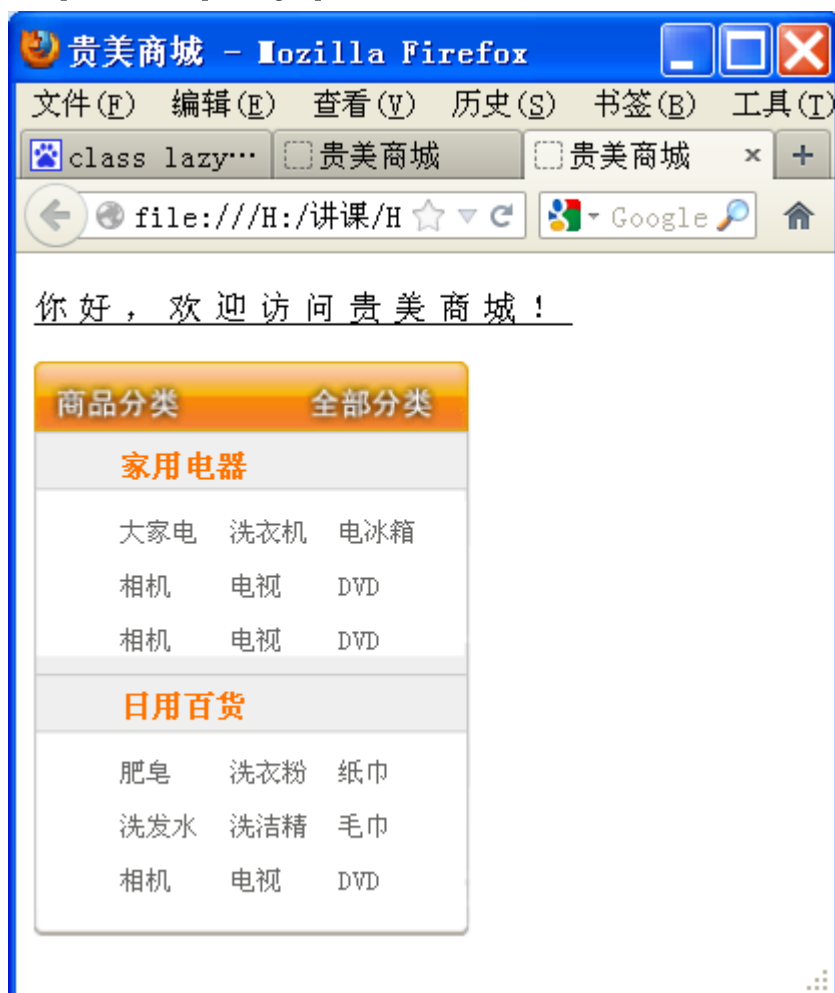 贵美商城 - Mozilla Firefox
文件(F) 编辑(E) 查看(V) 历史(S) 书签(B) 工具(T)
class lazy… 贵美商城 贵美商城 × +
file:///H:/讲课/H Google
你好，欢迎访问贵美商城！
商品分类 全部分类
家用电器
大家电 洗衣机 电冰箱
相机 电视 DVD
相机 电视 DVD
日用百货
肥皂 洗衣粉 纸巾
洗发水 洗洁精 毛巾
相机 电视 DVD